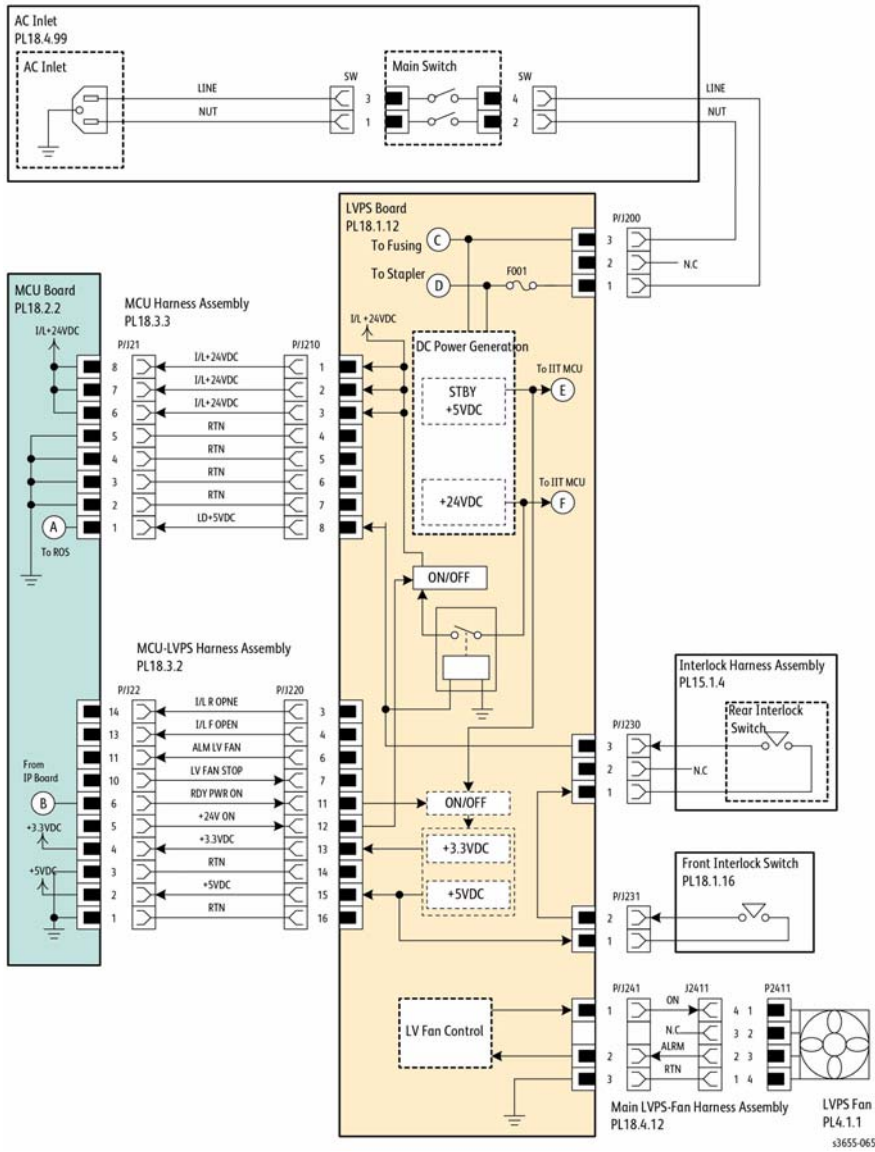 AC Inlet
PL18.4.99
AC Inlet
Main Switch
SW
SW
LINE
3
4
LINE
NUT
1
2
NUT
LVPS Board
PL18.1.12
P/J200
To Fusing
C
3
2
N.C
To Stapler
D
F001
1
MCU Board
PL18.2.2
MCU Harness Assembly
PL18.3.3
I/L+24VDC
P/J21
P/J210
I/L +24VDC
DC Power Generation
8
I/L+24VDC
1
To IIT MCU
7
I/L+24VDC
2
STBY
+5VDC
E
6
I/L+24VDC
3
5
RTN
4
4
RTN
5
3
RTN
6
To IIT MCU
2
RTN
7
+24VDC
F
A
1
LD+5VDC
8
To ROS
ON/OFF
MCU-LVPS Harness Assembly
PL18.3.2
P/J22
P/J220
Interlock Harness Assembly
PL15.1.4
14
I/L R OPNE
3
Rear Interlock
Switch
13
I/L F OPEN
4
P/J230
11
ALM LV FAN
6
3
From
IP Board
10
LV FAN STOP
7
2
N.C
B
6
RDY PWR ON
11
ON/OFF
1
5
+24V ON
12
+3.3VDC
4
+3.3VDC
13
+3.3VDC
3
RTN
14
Front Interlock Switch
PL18.1.16
+5VDC
2
+5VDC
15
+5VDC
P/J231
1
RTN
16
2
1
P/J241
J2411
P2411
LV Fan Control
1
ON
4
1
N.C
3
2
2
ALRM
2
3
3
RTN
1
4
Main LVPS-Fan Harness Assembly
PL18.4.12
LVPS Fan
PL4.1.1
s3655-065